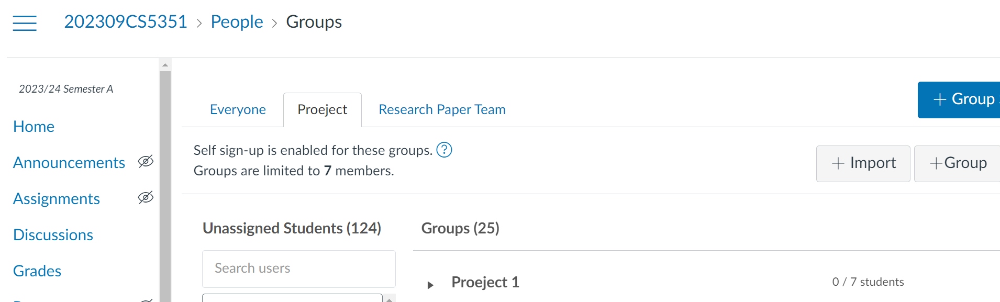 202309CS5351 > People > Groups
2023/24 Semester A
Home
Announcements
Assignments
Discussions
Grades
Everyone
Proeject
Research Paper Team
+ Group
Self sign-up is enabled for these groups. ?
Groups are limited to 7 members.
+ Import
+Group
Unassigned Students (124)
Search users
Groups (25)
Proeject 1
0 / 7 students